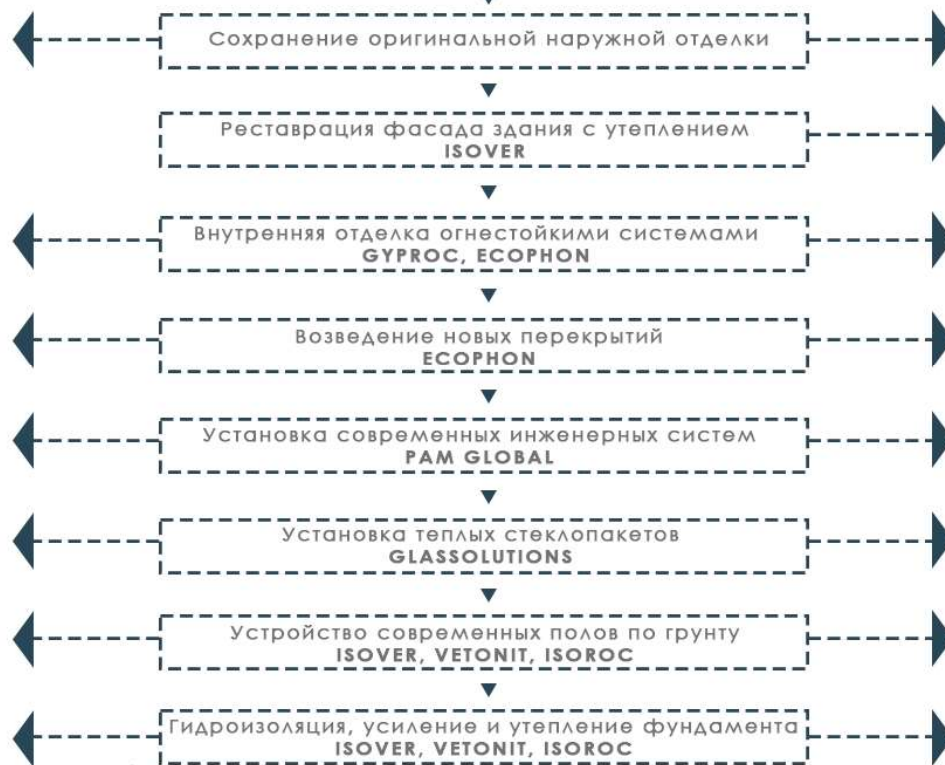 Сохранение оригинальной наружной отделки
Реставрация фасада здания с утеплением
ISOVER
Внутренняя отделка огнестойкими системами
GYPROC, ECOPHON
Возведение новых перекрытий
ECOPHON
Установка современных инженерных систем
PAM GLOBAL
Установка теплых стеклопакетов
GLASSOLUTIONS
Устройство современных полов по грунту
ISOVER, VETONIT, ISOROC
Гидроизоляция, усиление и утепление фундамента
ISOVER, VETONIT, ISOROC